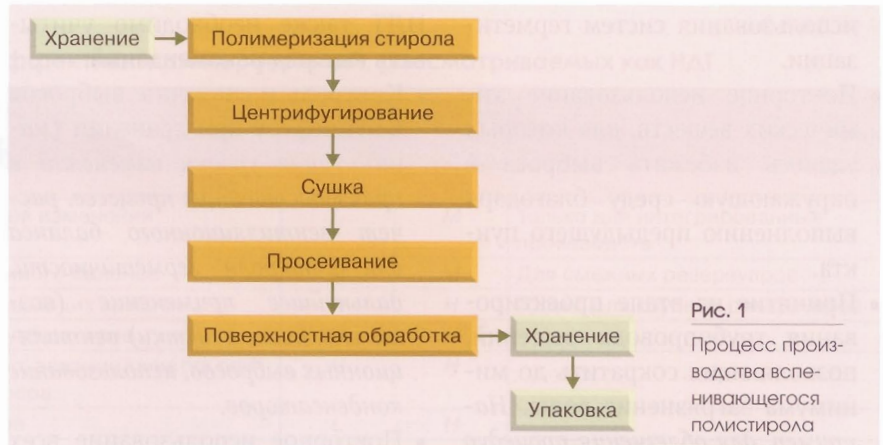 Хранение
Полимеризация стирола
Центрифугирование
Сушка
Просеивание
Поверхностная обработка
Хранение
Упаковка
Рис. 1
Процесс произ-
водства вспе-
нивающегося
полистирола